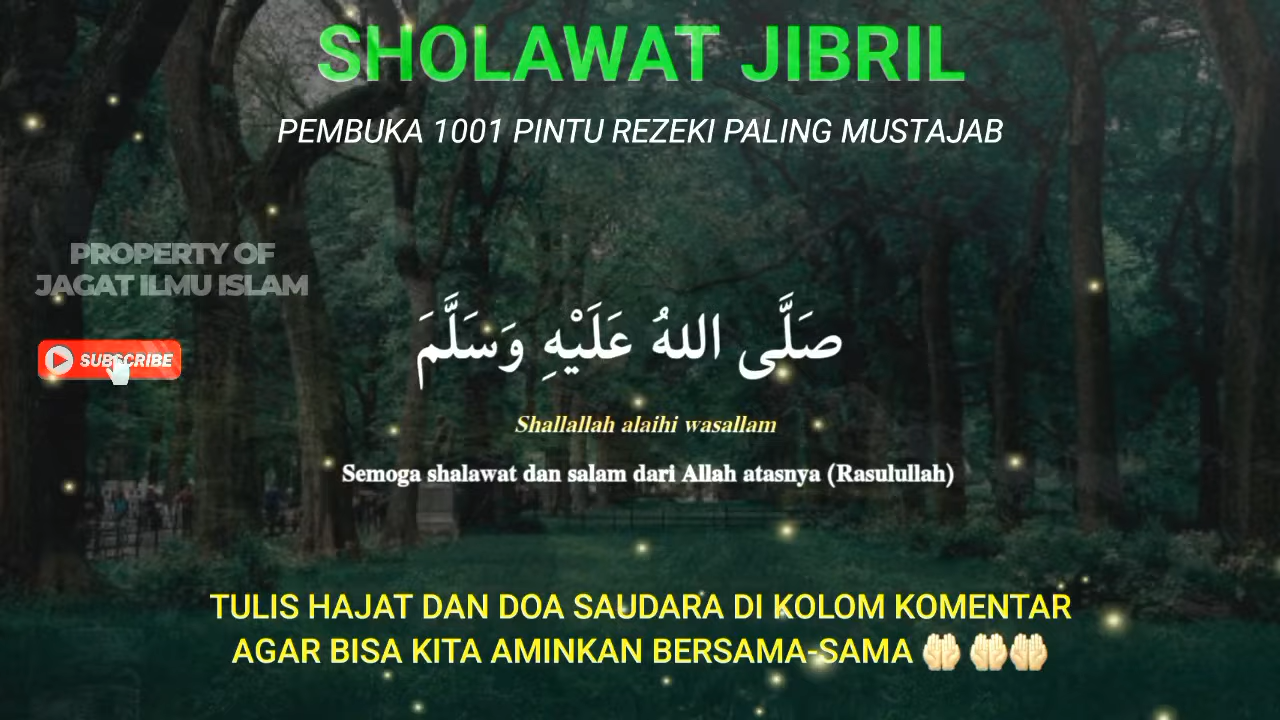 SHOLAWAT JIBRIL
PEMBUKA 1001 PINTU REZEKI PALING MUSTAJAB
PROPERTY OF
JAGAT ILMU ISLAM
صَلَّى اللهُ عَلَيْهِ وَسَلَّمَ
SUBSCRIBE
Shallallah alaihi wasallam
Semoga shalawat dan salam dari Allah atasnya (Rasulullah)
TULIS HAJAT DAN DOA SAUDARA DI KOLOM KOMENTAR
AGAR BISA KITA AMINKAN BERSAMA-SAMA 🤲🏻 🤲🏻🤲🏻